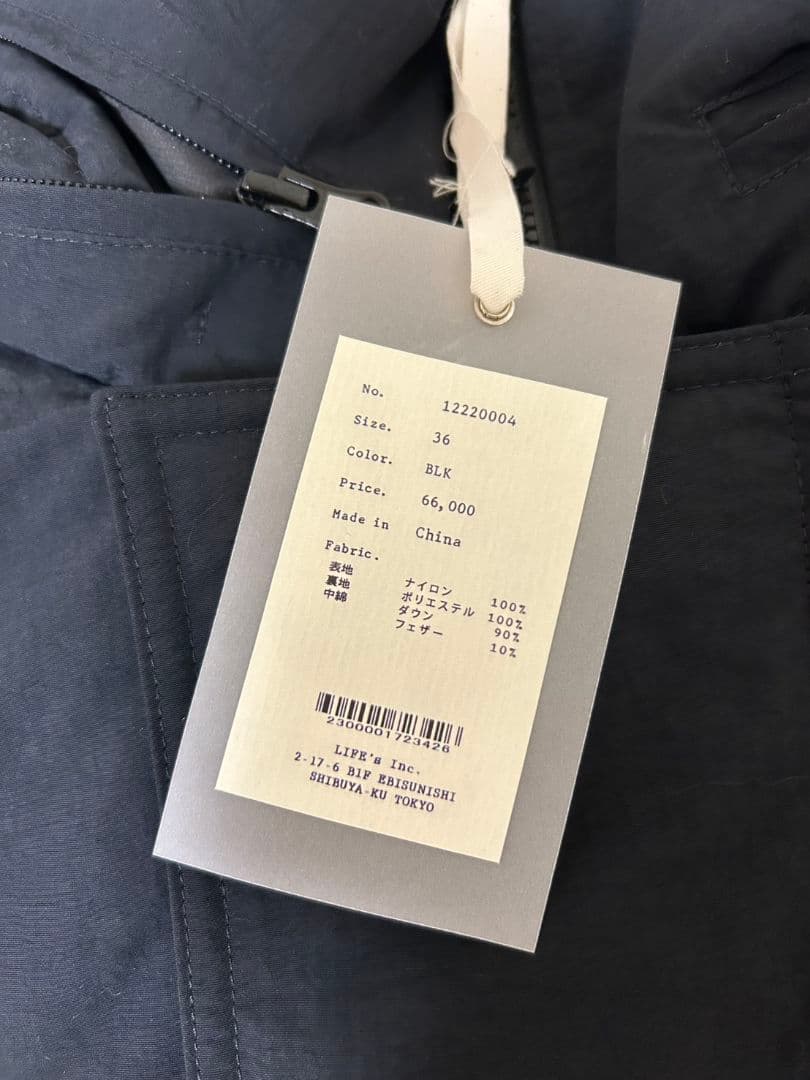 No. 12220004
Size. 36
Color. BLK
Price. 66,000
Made in China
Fabric.
表地 ナイロン 100%
裏地 ポリエステル 100%
中綿 ダウン 90%
フェザー 10%
2300001723426
LIFE's Inc.
2-17-6 B1F EBISUNISHI
SHIBUYA-KU TOKYO